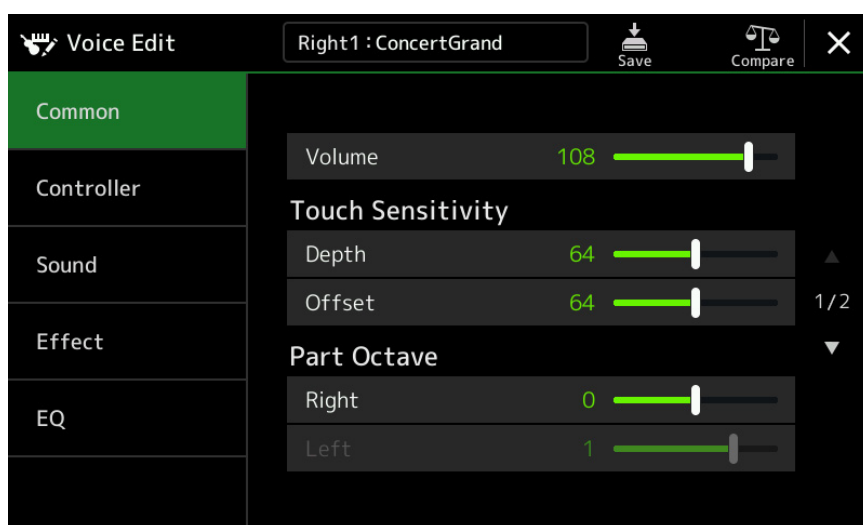 Voice Edit
Right1：ConcertGrand
Save
Compare
Common
Controller
Sound
Effect
EQ
Volume 108
Touch Sensitivity
Depth 64
Offset 64
Part Octave
Right 0
Left 1
1/2